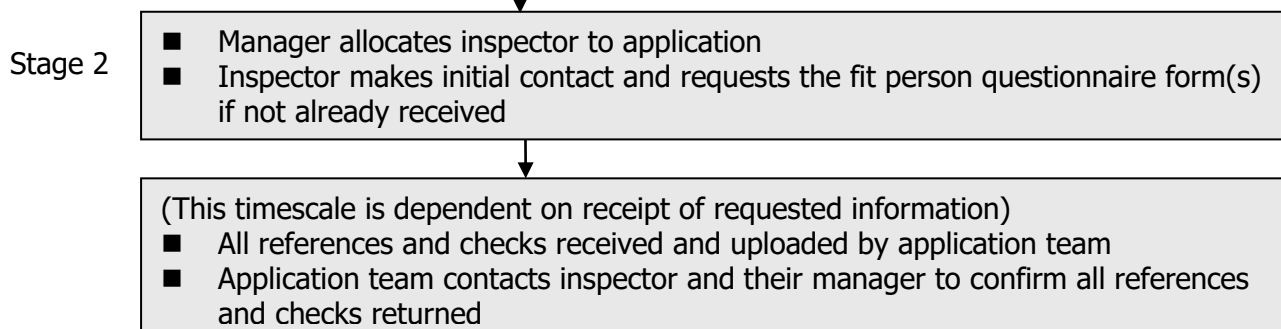 Stage 2
■ Manager allocates inspector to application
■ Inspector makes initial contact and requests the fit person questionnaire form(s)
if not already received
(This timescale is dependent on receipt of requested information)
■ All references and checks received and uploaded by application team
■ Application team contacts inspector and their manager to confirm all references
and checks returned